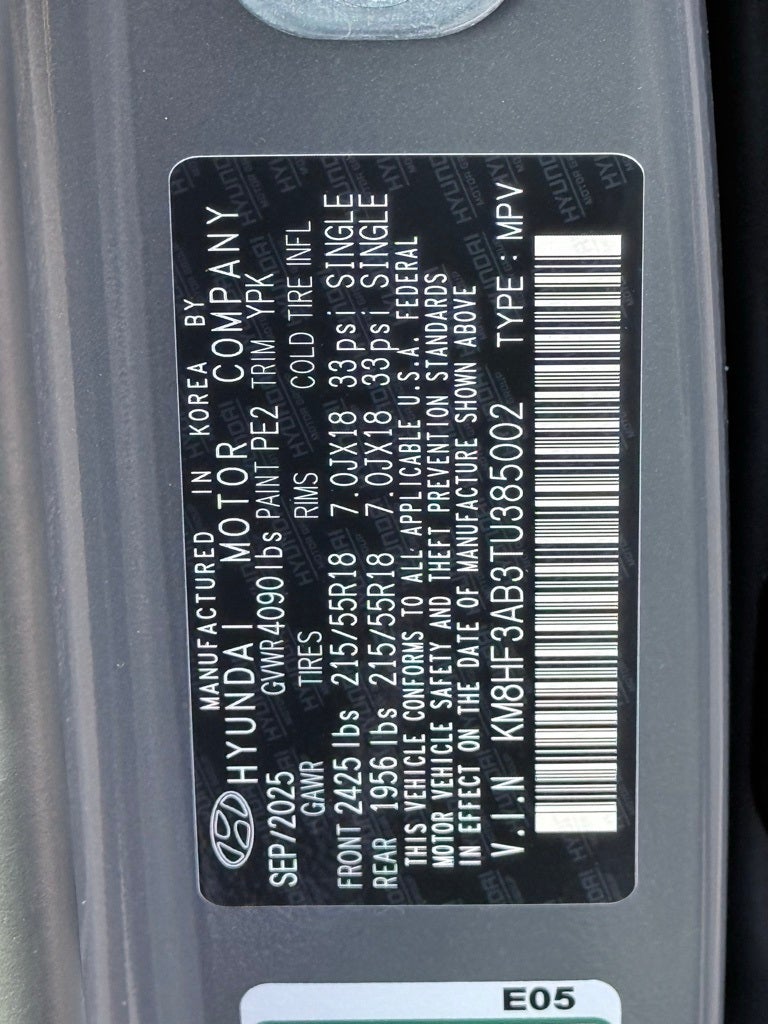 MANUFACTURED IN KOREA BY
HYUNDAI MOTOR COMPANY
SEP/2025 GVWR 4090lbs PAINT PE2 TRIM YPK
GAWR TIRES RIMS COLD TIRE INFL
FRONT 2425 lbs 215/55R18 7.0JX18 33psi SINGLE
REAR 1956 lbs 215/55R18 7.0JX18 33psi SINGLE
THIS VEHICLE CONFORMS TO ALL APPLICABLE U.S.A. FEDERAL
MOTOR VEHICLE SAFETY AND THEFT PREVENTION STANDARDS
IN EFFECT ON THE DATE OF MANUFACTURE SHOWN ABOVE
V.I.N KM8HF3AB3TU385002 TYPE : MPV
E05